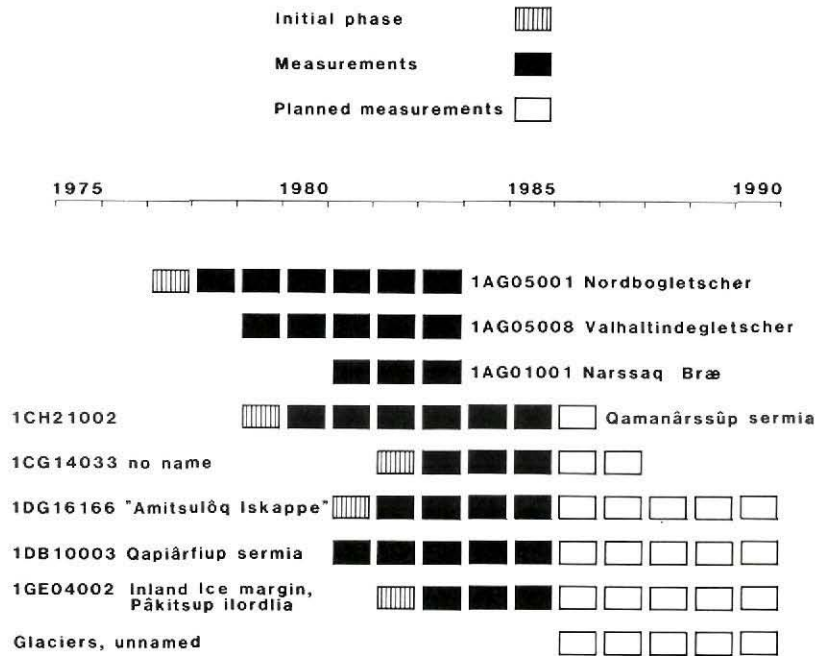 Initial phase
Measurements
Planned measurements
1975 1980 1985 1990
1AG05001 Nordbogletscher
1AG05008 Valhaltindegletscher
1AG01001 Narssaq Bræ
1CH21002 Qamanârssûp sermia
1CG14033 no name
1DG16166 "Amitsulôq Iskappe"
1DB10003 Qapiârfiup sermia
1GE04002 Inland Ice margin,
Pâkitsup ilordlia
Glaciers, unnamed